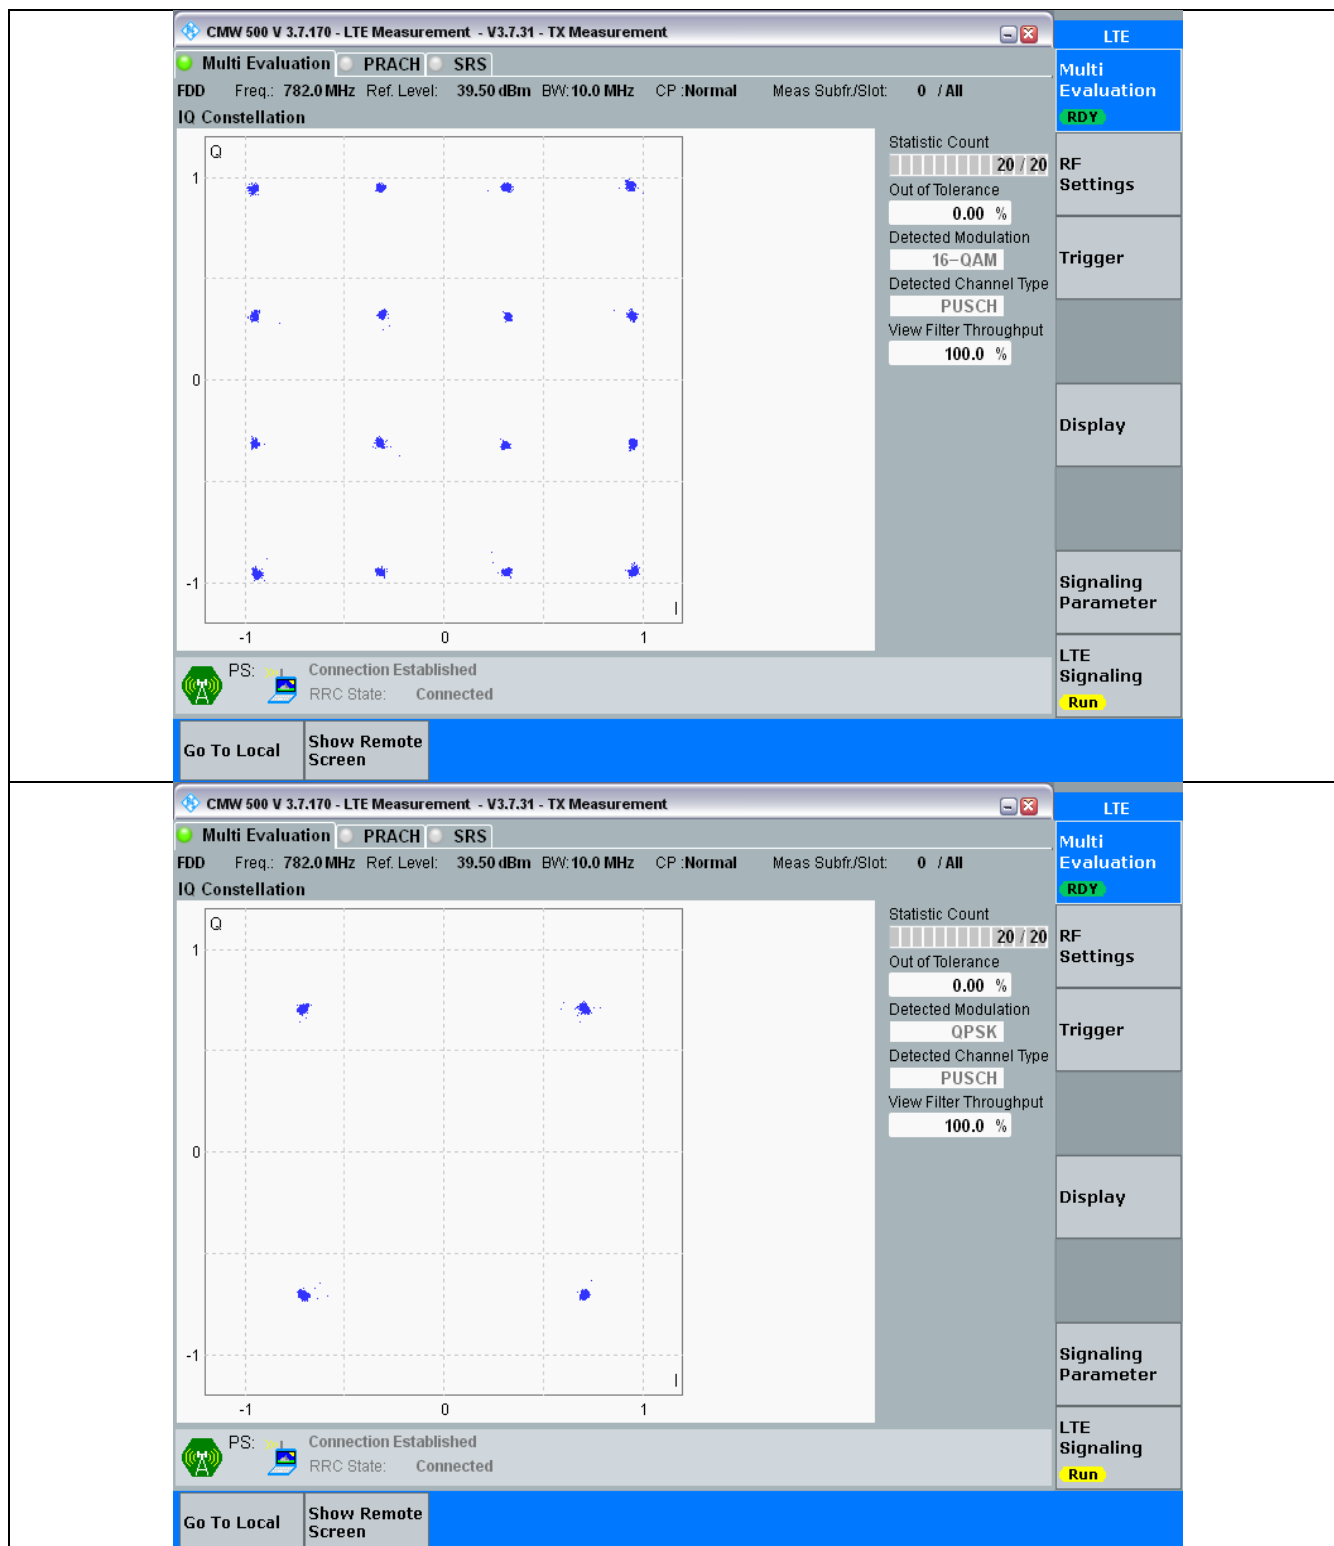 CMW 500 V 3.7.170 - LTE Measurement - V3.7.31 - TX Measurement
LTE
Multi Evaluation PRACH SRS
FDD Freq.: 782.0 MHz Ref. Level: 39.50 dBm BW: 10.0 MHz CP :Normal Meas Subfr./Slot: 0 / All
IQ Constellation
Q
1
0
-1
I
-1 0 1
Statistic Count
20 / 20
Out of Tolerance
0.00 %
Detected Modulation
16-QAM
Detected Channel Type
PUSCH
View Filter Throughput
100.0 %
Multi
Evaluation
RDY
RF
Settings
Trigger
Display
Signaling
Parameter
LTE
Signaling
Run
PS: Connection Established
RRC State: Connected
Go To Local
Show Remote
Screen
CMW 500 V 3.7.170 - LTE Measurement - V3.7.31 - TX Measurement
LTE
Multi Evaluation PRACH SRS
FDD Freq.: 782.0 MHz Ref. Level: 39.50 dBm BW: 10.0 MHz CP :Normal Meas Subfr./Slot: 0 / All
IQ Constellation
Q
1
0
-1
I
-1 0 1
Statistic Count
20 / 20
Out of Tolerance
0.00 %
Detected Modulation
QPSK
Detected Channel Type
PUSCH
View Filter Throughput
100.0 %
Multi
Evaluation
RDY
RF
Settings
Trigger
Display
Signaling
Parameter
LTE
Signaling
Run
PS: Connection Established
RRC State: Connected
Go To Local
Show Remote
Screen